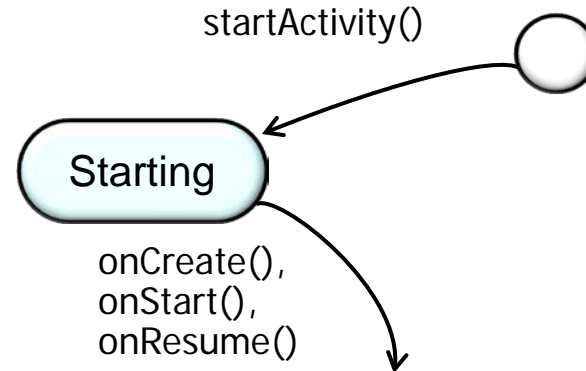 startActivity()
Starting
onCreate(),
onStart(),
onResume()